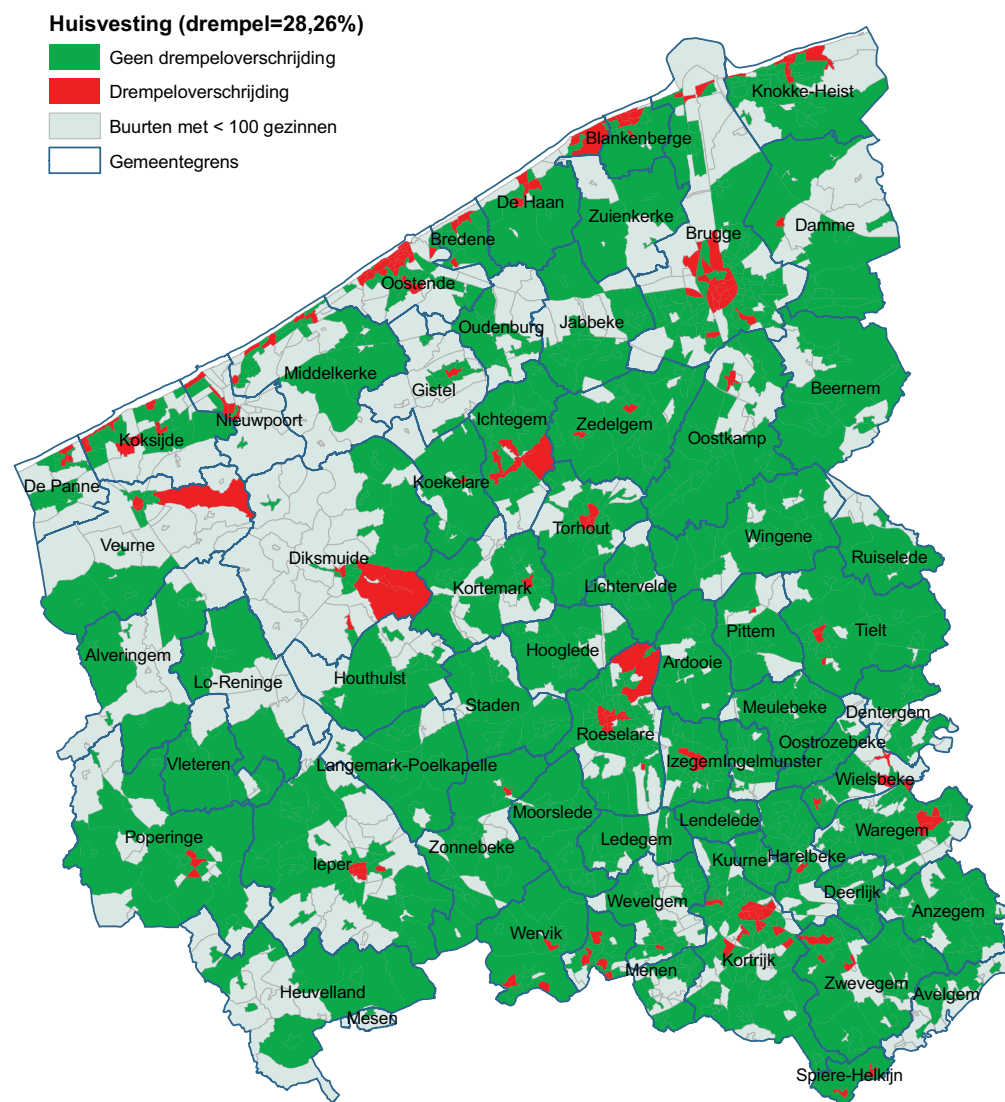 Huisvesting (drempel=28,26%)
Geen drempeloverschrijding
Drempeloverschrijding
Buurten met < 100 gezinnen
Gemeentegrens
Knokke-Heist
Blankenberge
De Haan
Zuienkerke
Damme
Brugge
Bredene
Oostende
Oudenburg
Jabbeke
Middelkerke
Gistel
Beernem
Nieuwpoort
Ichtegem
Zedelgem
Oostkamp
Koksijde
De Panne
Koekelare
Torhout
Wingene
Veurne
Diksmuide
Ruiselede
Kortemark
Lichtervelde
Pittem
Tielt
Alveringem
Hooglede
Ardooie
Lo-Reninge
Houthulst
Staden
Meulebeke
Dentergem
Roeselare
Oostrozebeke
Vleteren
Langemark-Poelkapelle
Izegem
Ingelmunster
Wielsbeke
Moorslede
Lendelede
Waregem
Poperinge
Zonnebeke
Ledegem
Ieper
Kuurne
Harelbeke
Deerlijk
Wevelgem
Anzegem
Wervik
Kortrijk
Menen
Zwevegem
Heuvelland
Avelgem
Mesen
Spiere-Helkijn